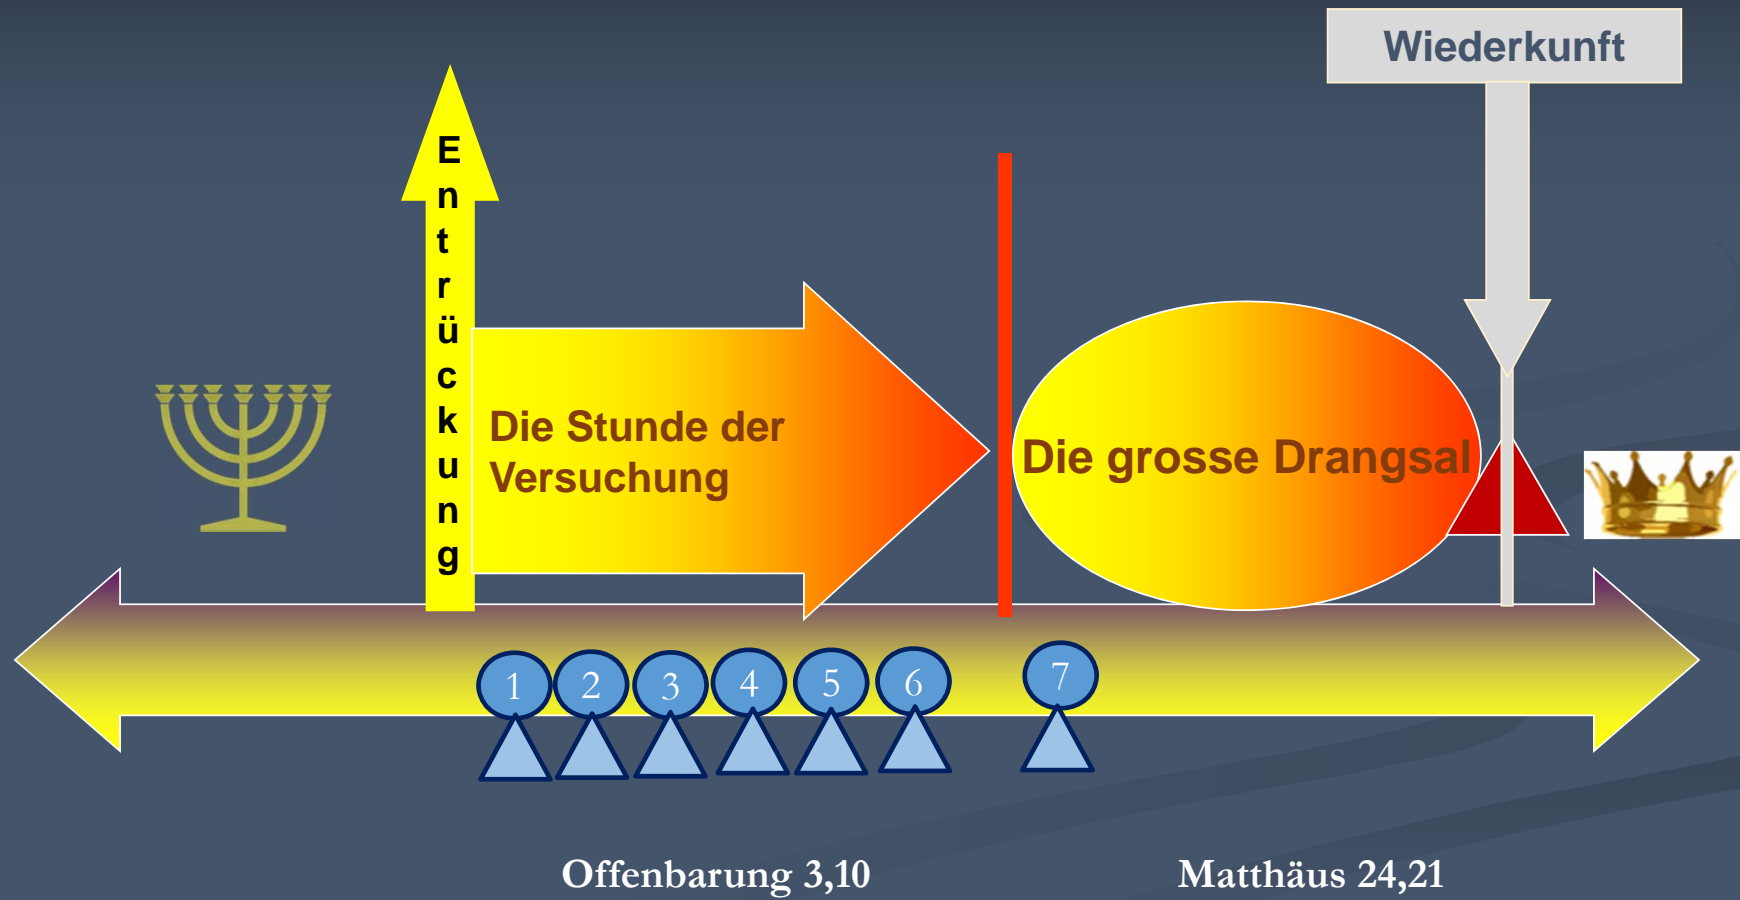 Wiederkunft
Entrückung
Die Stunde der
Versuchung
Die grosse Drangsal
1 2 3 4 5 6 7
Offenbarung 3,10
Matthäus 24,21